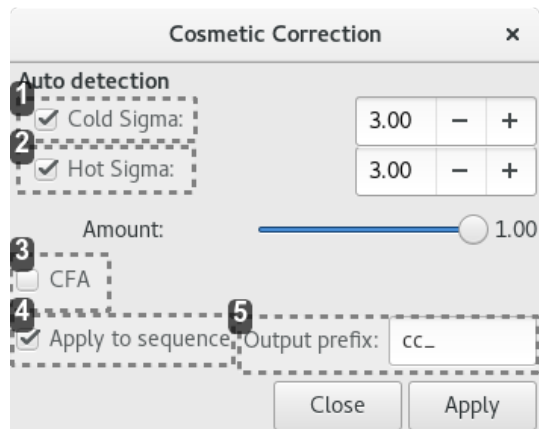 Cosmetic Correction ×
Auto detection
1
Cold Sigma: 3.00 − +
2
Hot Sigma: 3.00 − +
Amount: 1.00
3
CFA
4 5
Apply to sequence Output prefix: cc_
Close Apply